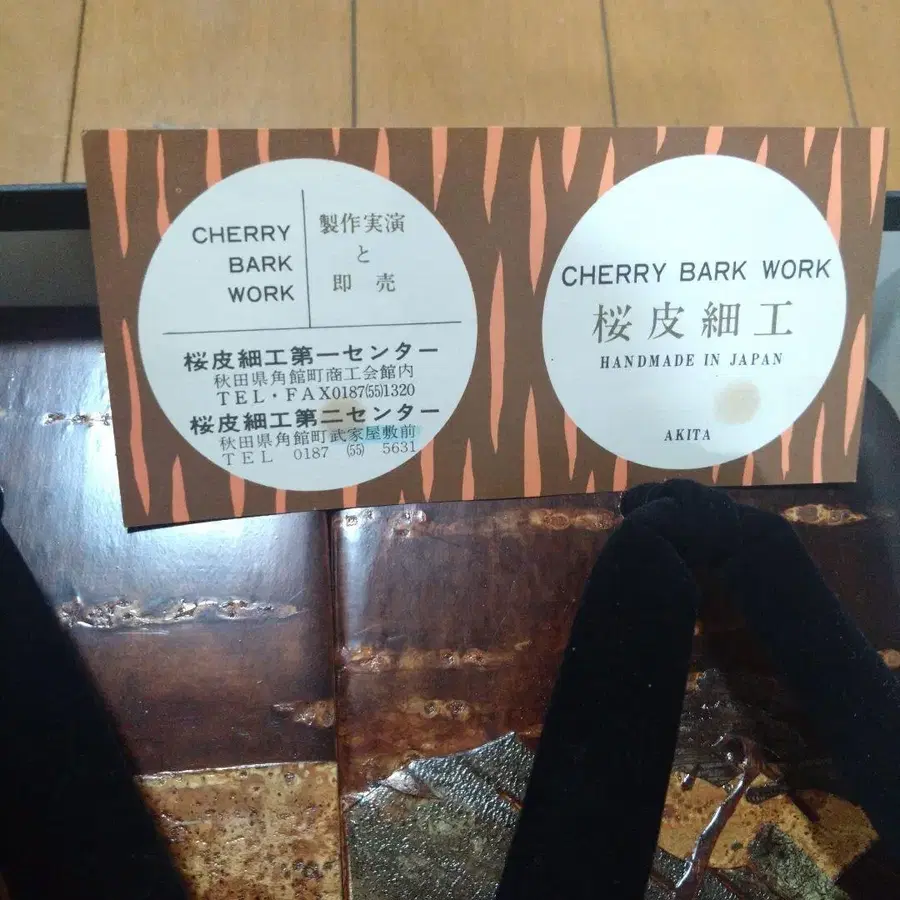 CHERRY
BARK
WORK
製作実演
と
即 売
桜皮細工第一センター
秋田県角館町商工会館内
TEL・FAX0187(55)1320
桜皮細工第二センター
秋田県角館町武家屋敷前
TEL 0187 (55) 5631
CHERRY BARK WORK
桜皮細工
HANDMADE IN JAPAN
AKITA